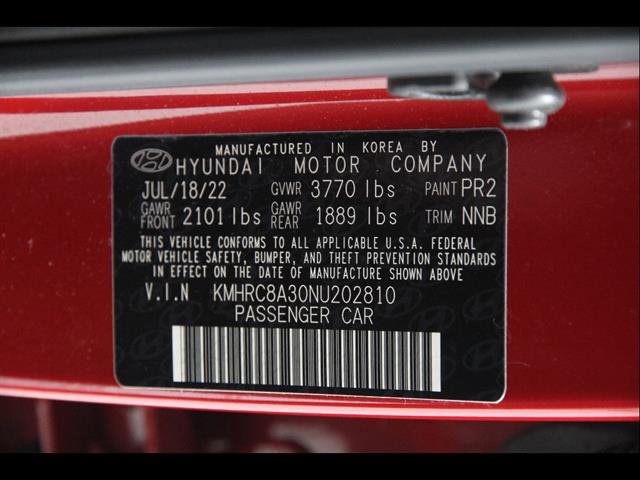 MANUFACTURED IN KOREA BY
HYUNDAI MOTOR COMPANY
JUL/18/22 GVWR 3770 lbs PAINT PR2
GAWR FRONT 2101 lbs GAWR REAR 1889 lbs TRIM NNB
THIS VEHICLE CONFORMS TO ALL APPLICABLE U.S.A. FEDERAL
MOTOR VEHICLE SAFETY, BUMPER, AND THEFT PREVENTION STANDARDS
IN EFFECT ON THE DATE OF MANUFACTURE SHOWN ABOVE
V.I.N KMHRC8A30NU202810
PASSENGER CAR